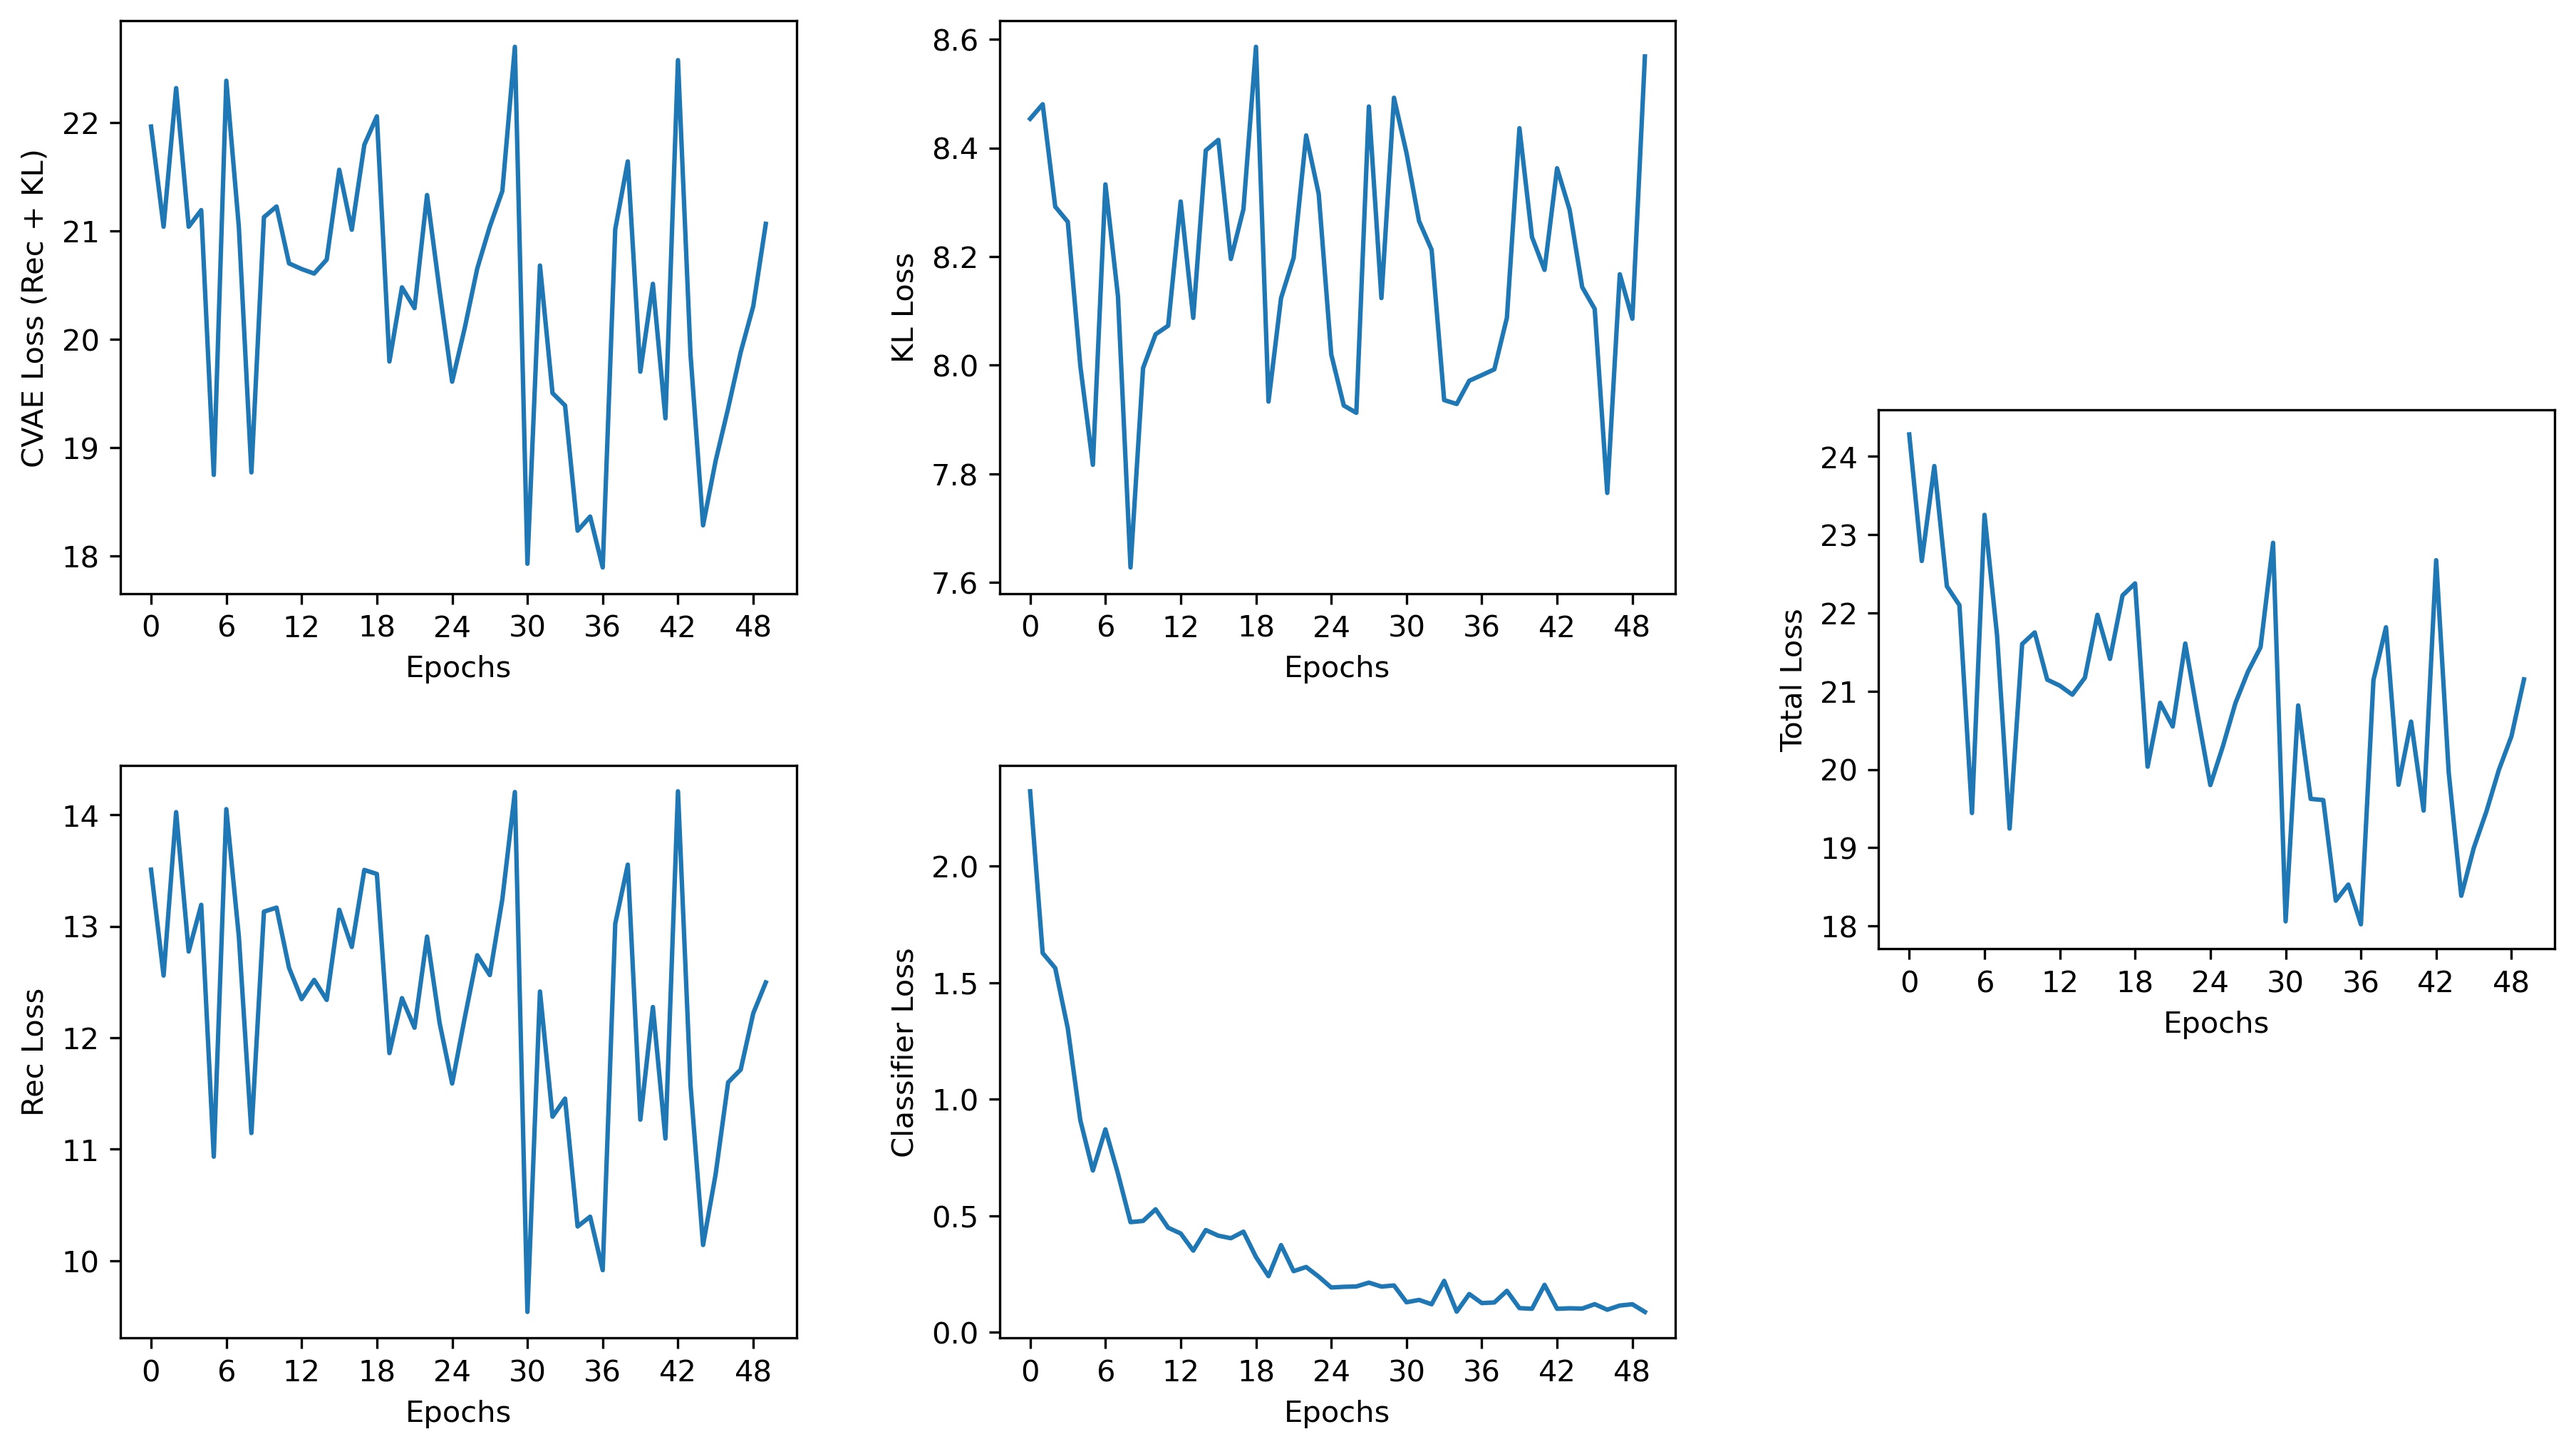 CVAE Loss (Rec + KL)
22
21
20
19
18
0 6 12 18 24 30 36 42 48
Epochs
KL Loss
8.6
8.4
8.2
8.0
7.8
7.6
0 6 12 18 24 30 36 42 48
Epochs
Rec Loss
14
13
12
11
10
0 6 12 18 24 30 36 42 48
Epochs
Classifier Loss
2.0
1.5
1.0
0.5
0.0
0 6 12 18 24 30 36 42 48
Epochs
Total Loss
24
23
22
21
20
19
18
0 6 12 18 24 30 36 42 48
Epochs